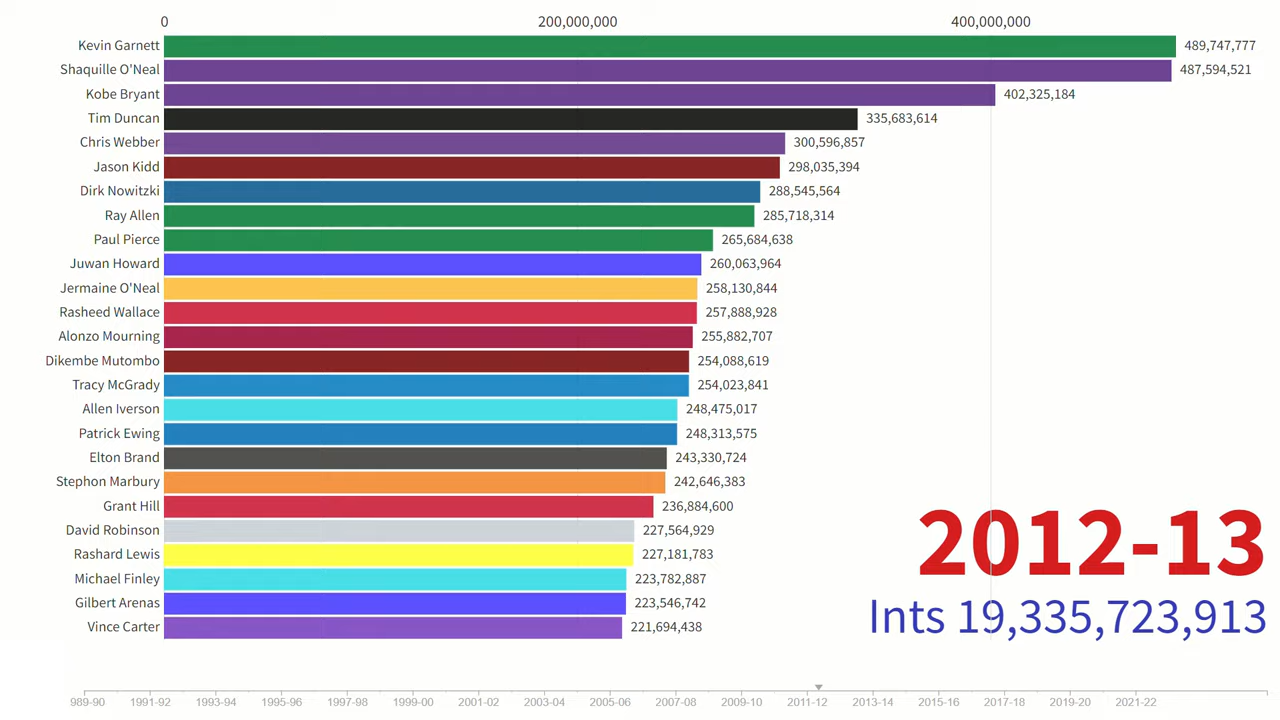 0 200,000,000 400,000,000
Kevin Garnett 489,747,777
Shaquille O'Neal 487,594,521
Kobe Bryant 402,325,184
Tim Duncan 335,683,614
Chris Webber 300,596,857
Jason Kidd 298,035,394
Dirk Nowitzki 288,545,564
Ray Allen 285,718,314
Paul Pierce 265,684,638
Juwan Howard 260,063,964
Jermaine O'Neal 258,130,844
Rasheed Wallace 257,888,928
Alonzo Mourning 255,882,707
Dikembe Mutombo 254,088,619
Tracy McGrady 254,023,841
Allen Iverson 248,475,017
Patrick Ewing 248,313,575
Elton Brand 243,330,724
Stephon Marbury 242,646,383
Grant Hill 236,884,600
David Robinson 227,564,929
Rashard Lewis 227,181,783
Michael Finley 223,782,887
Gilbert Arenas 223,546,742
Vince Carter 221,694,438
2012-13
Ints 19,335,723,913
989-90 1991-92 1993-94 1995-96 1997-98 1999-00 2001-02 2003-04 2005-06 2007-08 2009-10 2011-12 2013-14 2015-16 2017-18 2019-20 2021-22